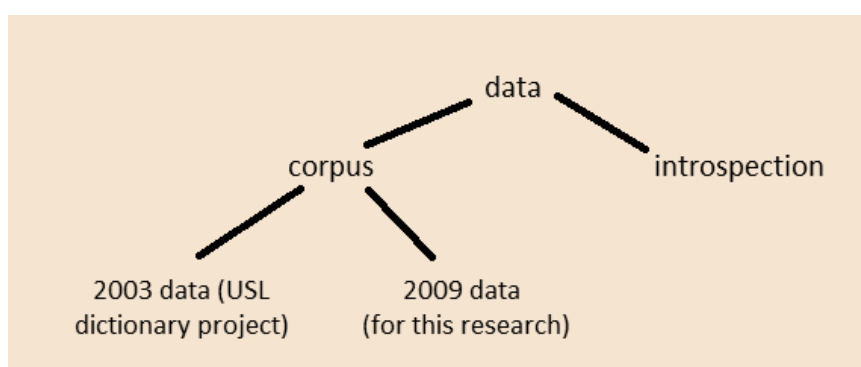 data
corpus
introspection
2003 data (USL
dictionary project)
2009 data
(for this research)